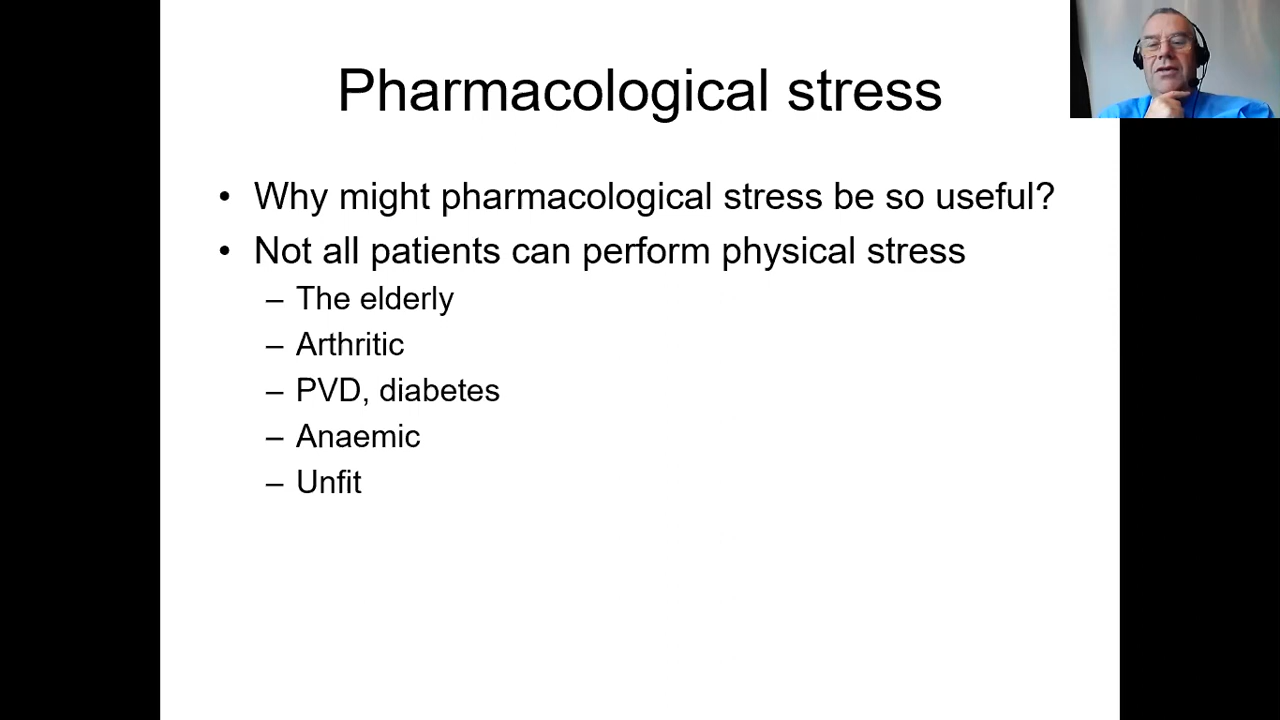 Pharmacological stress
• Why might pharmacological stress be so useful?
• Not all patients can perform physical stress
– The elderly
– Arthritic
– PVD, diabetes
– Anaemic
– Unfit